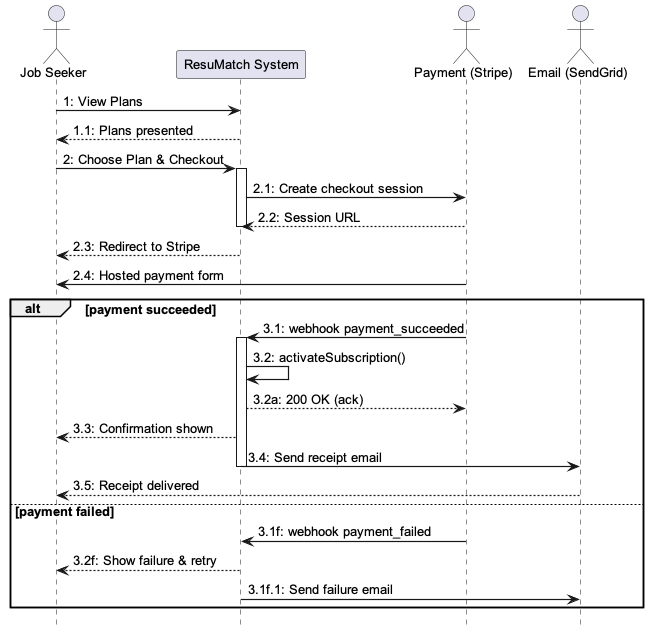 Job Seeker
ResuMatch System
Payment (Stripe)
Email (SendGrid)
1: View Plans
1.1: Plans presented
2: Choose Plan & Checkout
2.1: Create checkout session
2.2: Session URL
2.3: Redirect to Stripe
2.4: Hosted payment form
alt
[payment succeeded]
3.1: webhook payment_succeeded
3.2: activateSubscription()
3.2a: 200 OK (ack)
3.3: Confirmation shown
3.4: Send receipt email
3.5: Receipt delivered
[payment failed]
3.1f: webhook payment_failed
3.2f: Show failure & retry
3.1f.1: Send failure email